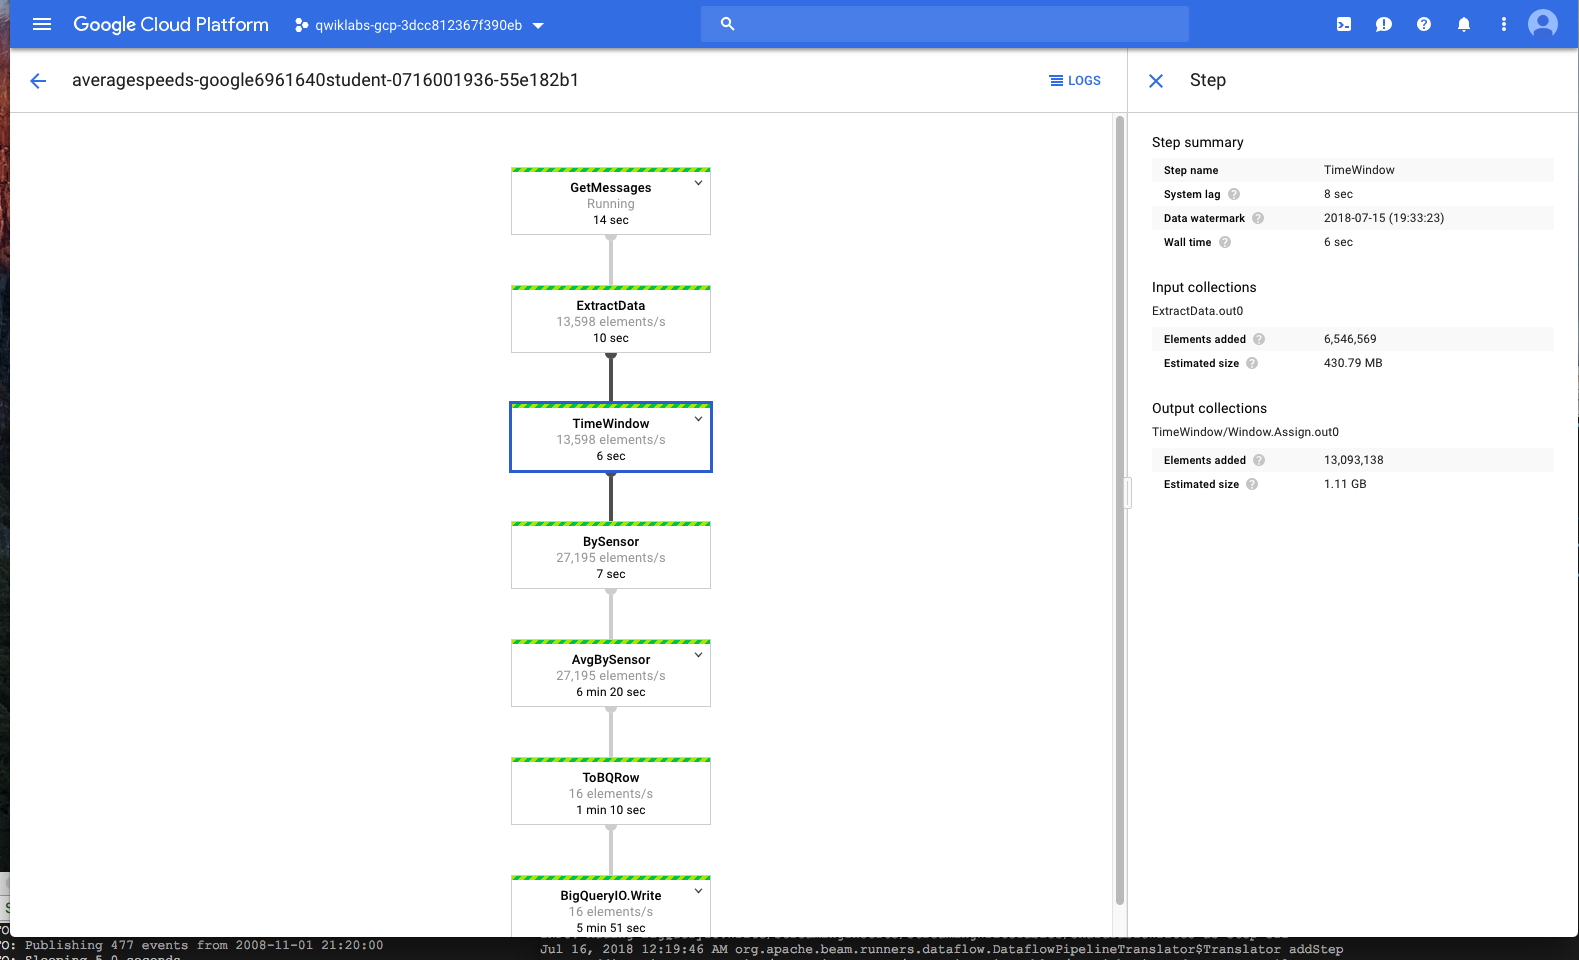 Google Cloud Platform
qwiklabs-gcp-3dcc812367f390eb
averagespeeds-google6961640student-0716001936-55e182b1
LOGS
GetMessages
Running
14 sec
ExtractData
13,598 elements/s
10 sec
TimeWindow
13,598 elements/s
6 sec
BySensor
27,195 elements/s
7 sec
AvgBySensor
27,195 elements/s
6 min 20 sec
ToBQRow
16 elements/s
1 min 10 sec
BigQueryIO.Write
16 elements/s
5 min 51 sec
Step
Step summary
Step name TimeWindow
System lag 8 sec
Data watermark 2018-07-15 (19:33:23)
Wall time 6 sec
Input collections
ExtractData.out0
Elements added 6,546,569
Estimated size 430.79 MB
Output collections
TimeWindow/Window.Assign.out0
Elements added 13,093,138
Estimated size 1.11 GB
O: Publishing 477 events from 2008-11-01 21:20:00
Jul 16, 2018 12:19:46 AM org.apache.beam.runners.dataflow.DataflowPipelineTranslator$Translator addStep